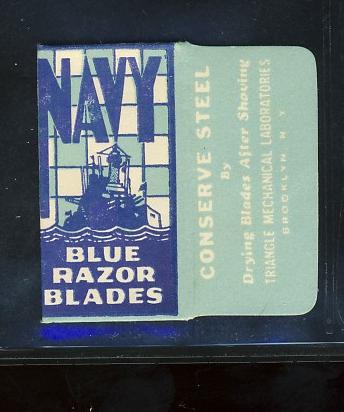 NAVY
BLUE
RAZOR
BLADES
CONSERVE STEEL
By
Drying Blades After Shaving
TRIANGLE MECHANICAL LABORATORIES
BROOKLYN N Y